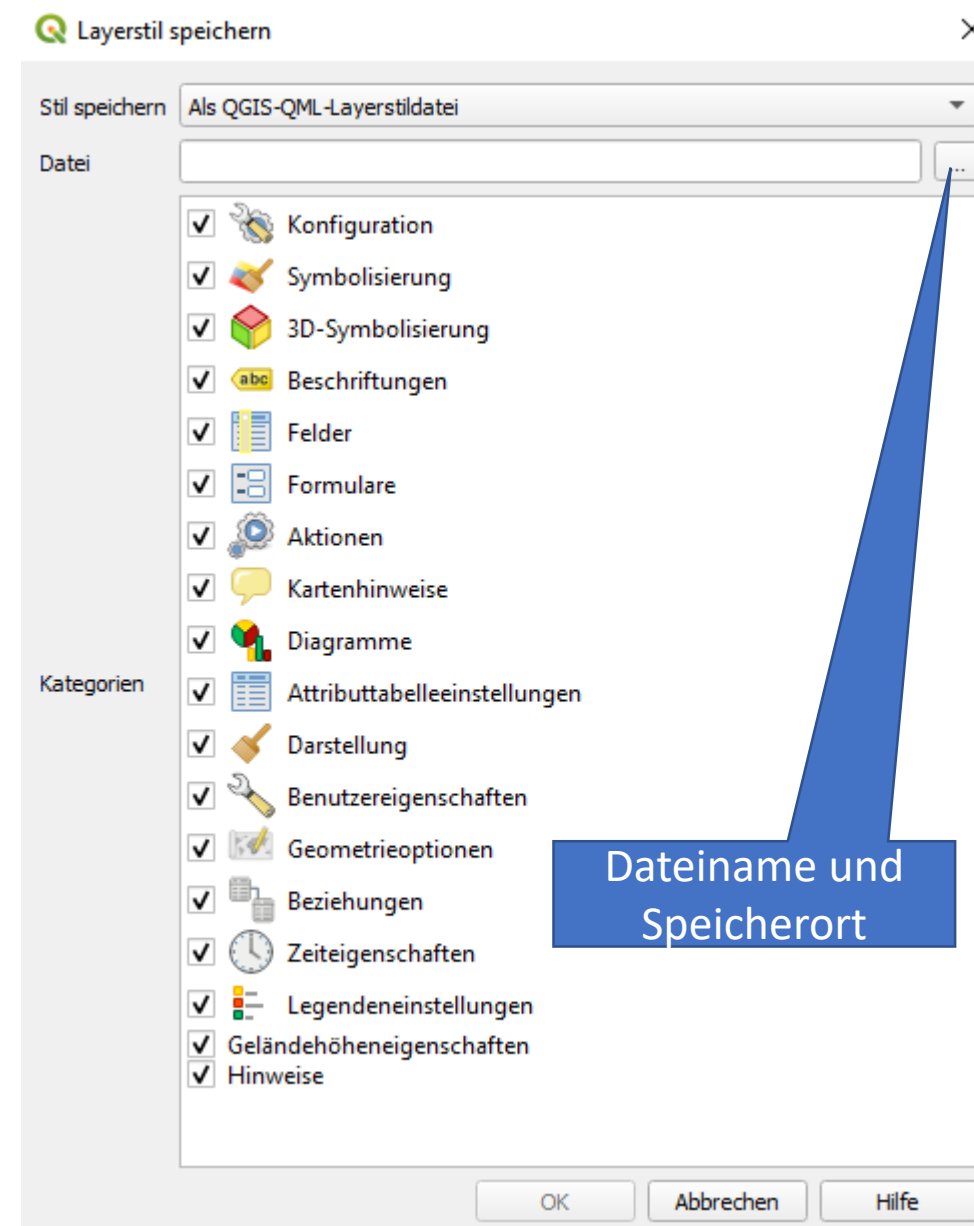 Layerstil speichern
Stil speichern Als QGIS-QML-Layerstildatei
Datei ...
Konfiguration
Symbolisierung
3D-Symbolisierung
abc Beschriftungen
Felder
Formulare
Aktionen
Kartenhinweise
Diagramme
Kategorien
Attributtabelleeinstellungen
Darstellung
Benutzereigenschaften
Geometrieoptionen
Beziehungen
Zeiteigenschaften
Legendeneinstellungen
Geländehöheneigenschaften
Hinweise
Dateiname und
Speicherort
OK Abbrechen Hilfe